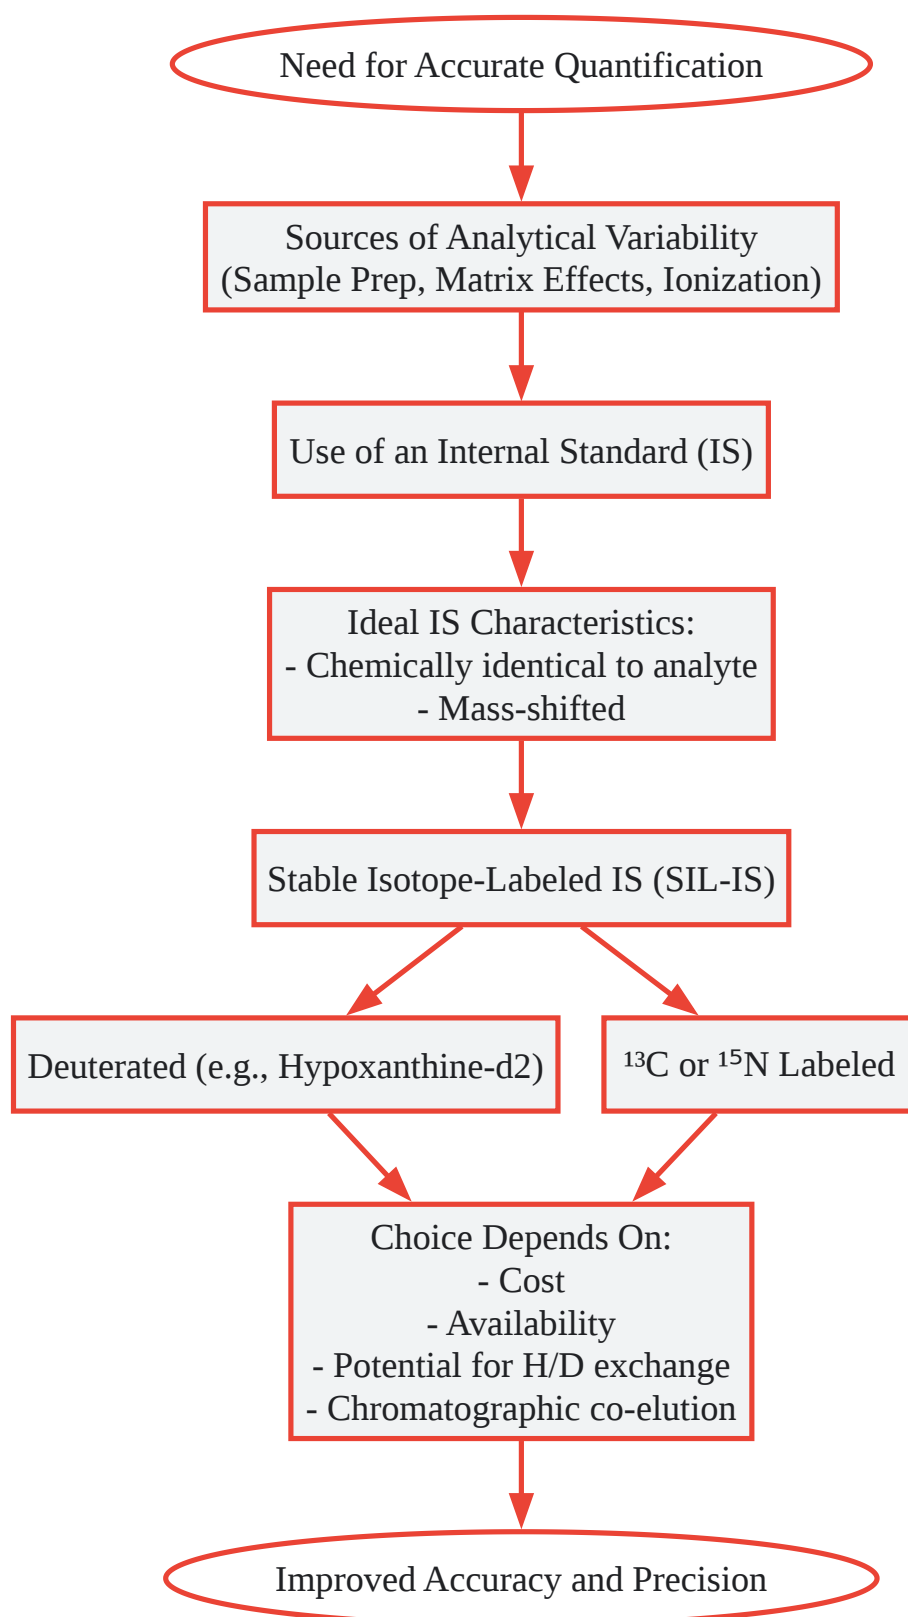 Need for Accurate Quantification
Sources of Analytical Variability
(Sample Prep, Matrix Effects, Ionization)
Use of an Internal Standard (IS)
Ideal IS Characteristics:
- Chemically identical to analyte
- Mass-shifted
Stable Isotope-Labeled IS (SIL-IS)
Deuterated (e.g., Hypoxanthine-d2)
¹³C or ¹⁵N Labeled
Choice Depends On:
- Cost
- Availability
- Potential for H/D exchange
- Chromatographic co-elution
Improved Accuracy and Precision